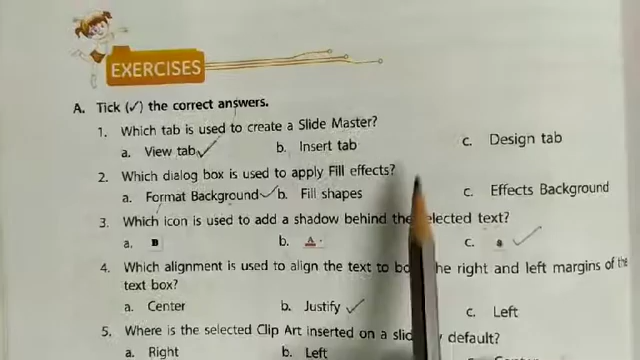 EXERCISES
A. Tick (✓) the correct answers.
1. Which tab is used to create a Slide Master?
a. View tab ✓ b. Insert tab c. Design tab
2. Which dialog box is used to apply Fill effects?
a. Format Background ✓ b. Fill shapes c. Effects Background
3. Which icon is used to add a shadow behind the selected text?
a. B b. A c. ✓
4. Which alignment is used to align the text to the right and left margins of the
text box?
a. Center b. Justify ✓ c. Left
5. Where is the selected Clip Art inserted on a by default?
a. Right b. Left